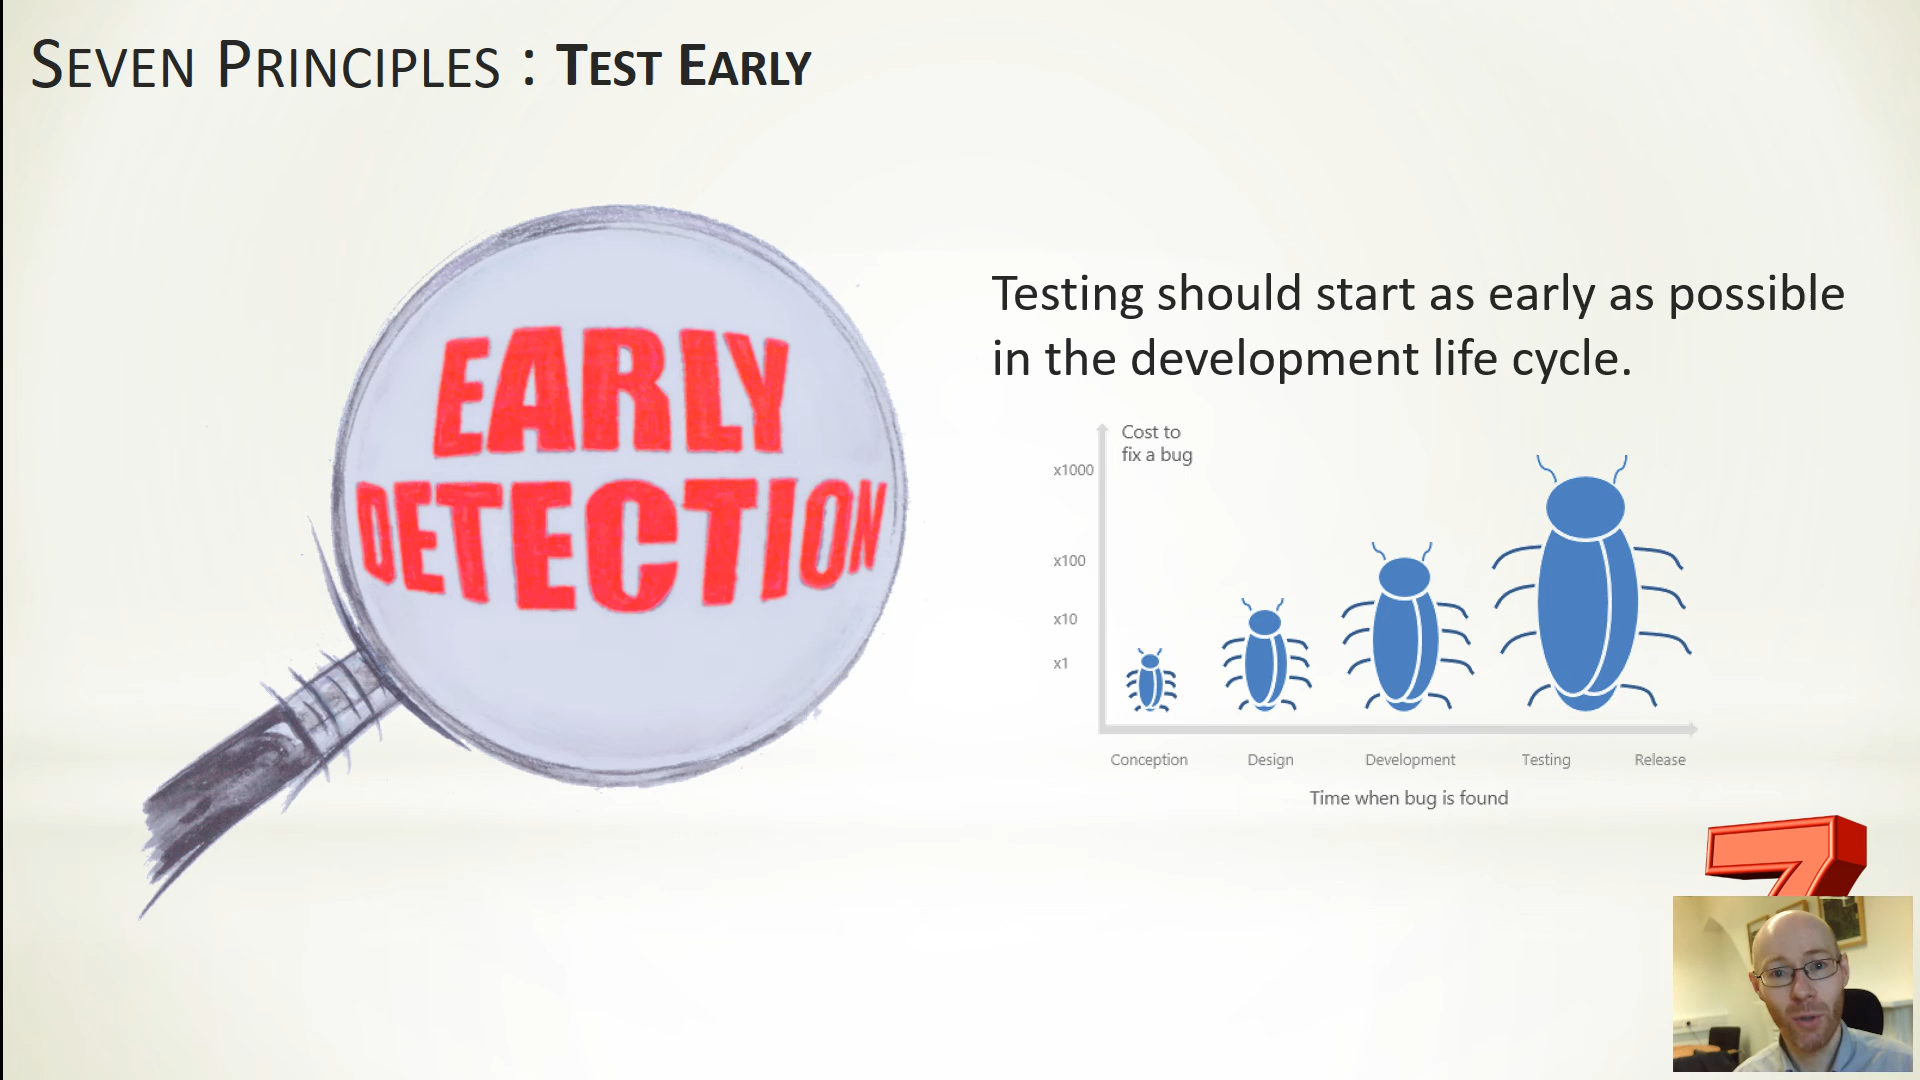 SEVEN PRINCIPLES : TEST EARLY
EARLY
DETECTION
Testing should start as early as possible
in the development life cycle.
Cost to
fix a bug
x1000
x100
x10
x1
Conception Design Development Testing Release
Time when bug is found
7